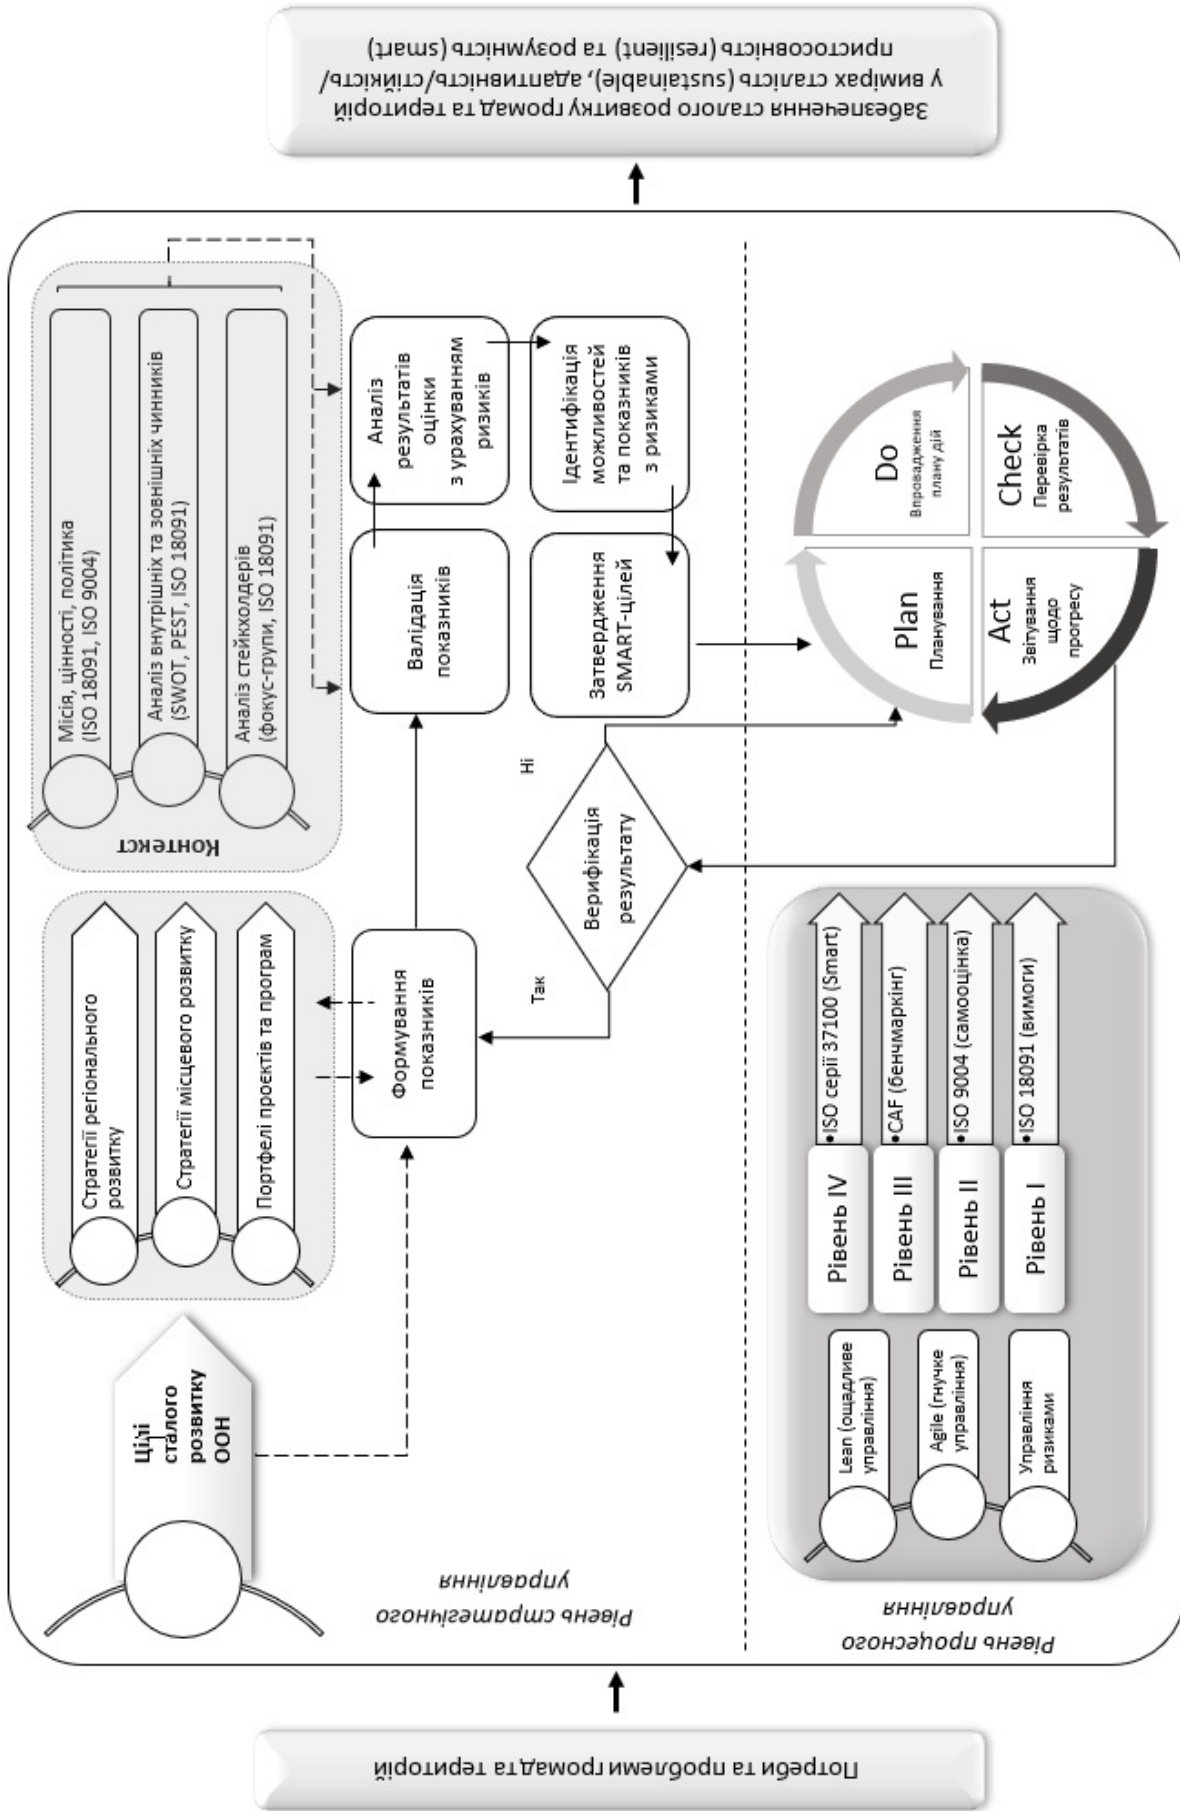 Потреби та проблеми громад та територій
Рівень стратегічного
управління
Рівень процесного
управління
Цілі
сталого
розвитку
ООН
Стратегії регіонального
розвитку
Стратегії місцевого розвитку
Портфелі проєктів та програм
Контекст
Місія, цінності, політика
(ISO 18091, ISO 9004)
Аналіз внутрішніх та зовнішніх чинників
(SWOT, PEST, ISO 18091)
Аналіз стейкхолдерів
(фокус-групи, ISO 18091)
Формування
показників
Валідація
показників
Аналіз
результатів
оцінки
з урахуванням
ризиків
Ідентифікація
можливостей
та показників
з ризиками
Затвердження
SMART-цілей
Верифікація
результату
Так
Ні
Lean (ощадливе
управління)
Agile (гнучке
управління)
Управління
ризиками
Рівень IV
•ISO серії 37100 (Smart)
Рівень III
•CAF (бенчмаркінг)
Рівень II
•ISO 9004 (самооцінка)
Рівень I
•ISO 18091 (вимоги)
Plan
Планування
Do
Впровадження
плану дій
Check
Перевірка
результатів
Act
Звітування
щодо
прогресу
Забезпечення сталого розвитку громад та територій
у вимірах сталість (sustainable), адаптивність/стійкість/
пристосовність (resilient) та розумність (smart)